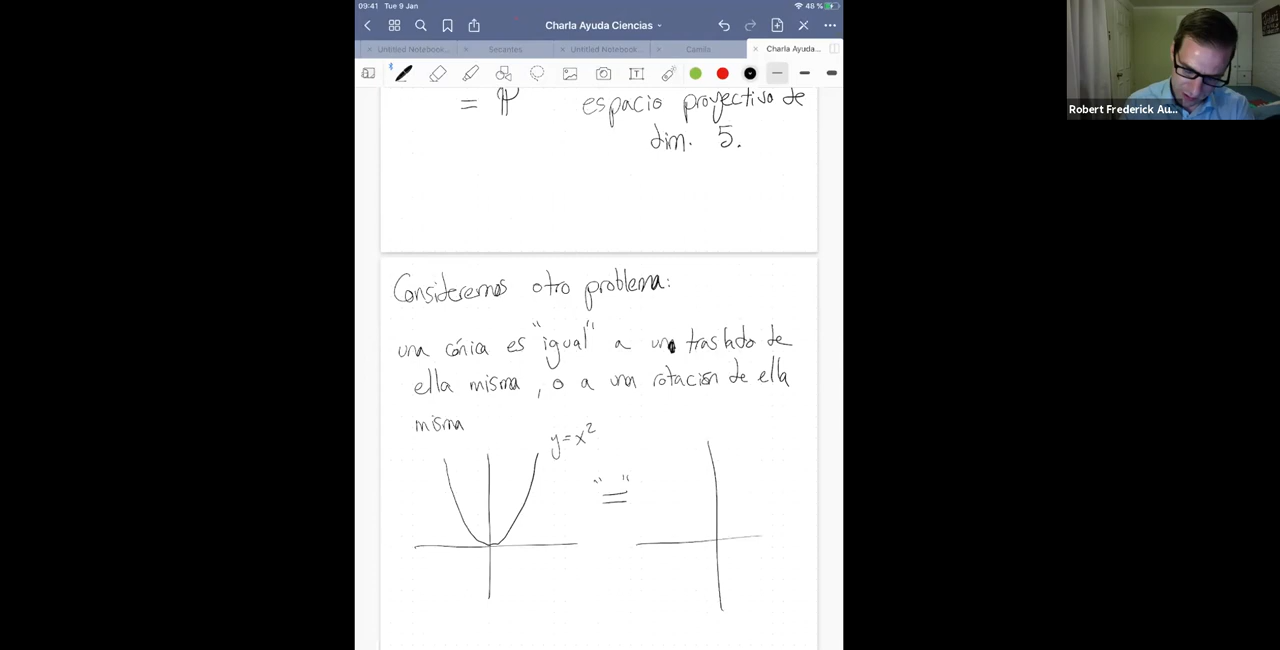 09:41 Tue 9 Jan
48 %
Charla Ayuda Ciencias
Untitled Notebook...
Secantes
Untitled Notebook...
Camila
Charla Ayuda...
= ℙ espacio proyectivo de
dim. 5.
Consideremos otro problema:
una cónica es "igual" a un traslado de
ella misma, o a una rotación de ella
misma
y=x²
"="
Robert Frederick Au...